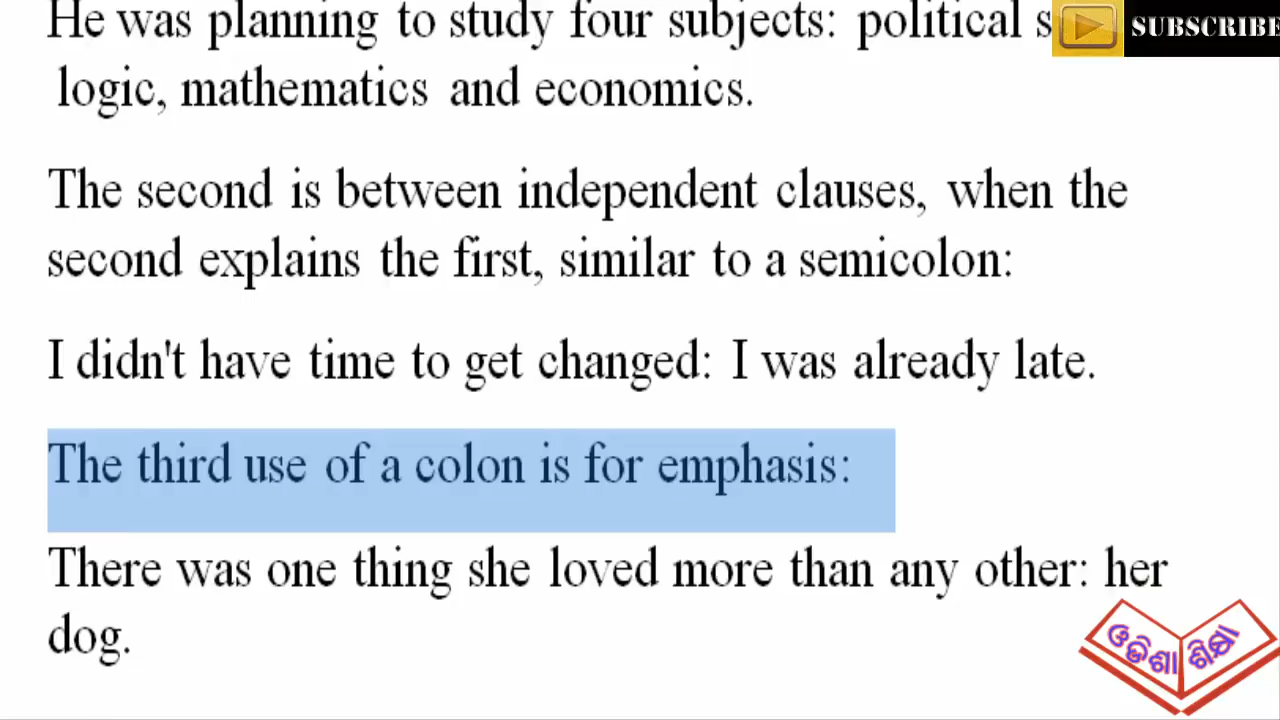 He was planning to study four subjects: political
SUBSCRIBE
logic, mathematics and economics.
The second is between independent clauses, when the
second explains the first, similar to a semicolon:
I didn't have time to get changed: I was already late.
The third use of a colon is for emphasis:
There was one thing she loved more than any other: her
dog.
ଓଡିଶା ଶିକ୍ଷା